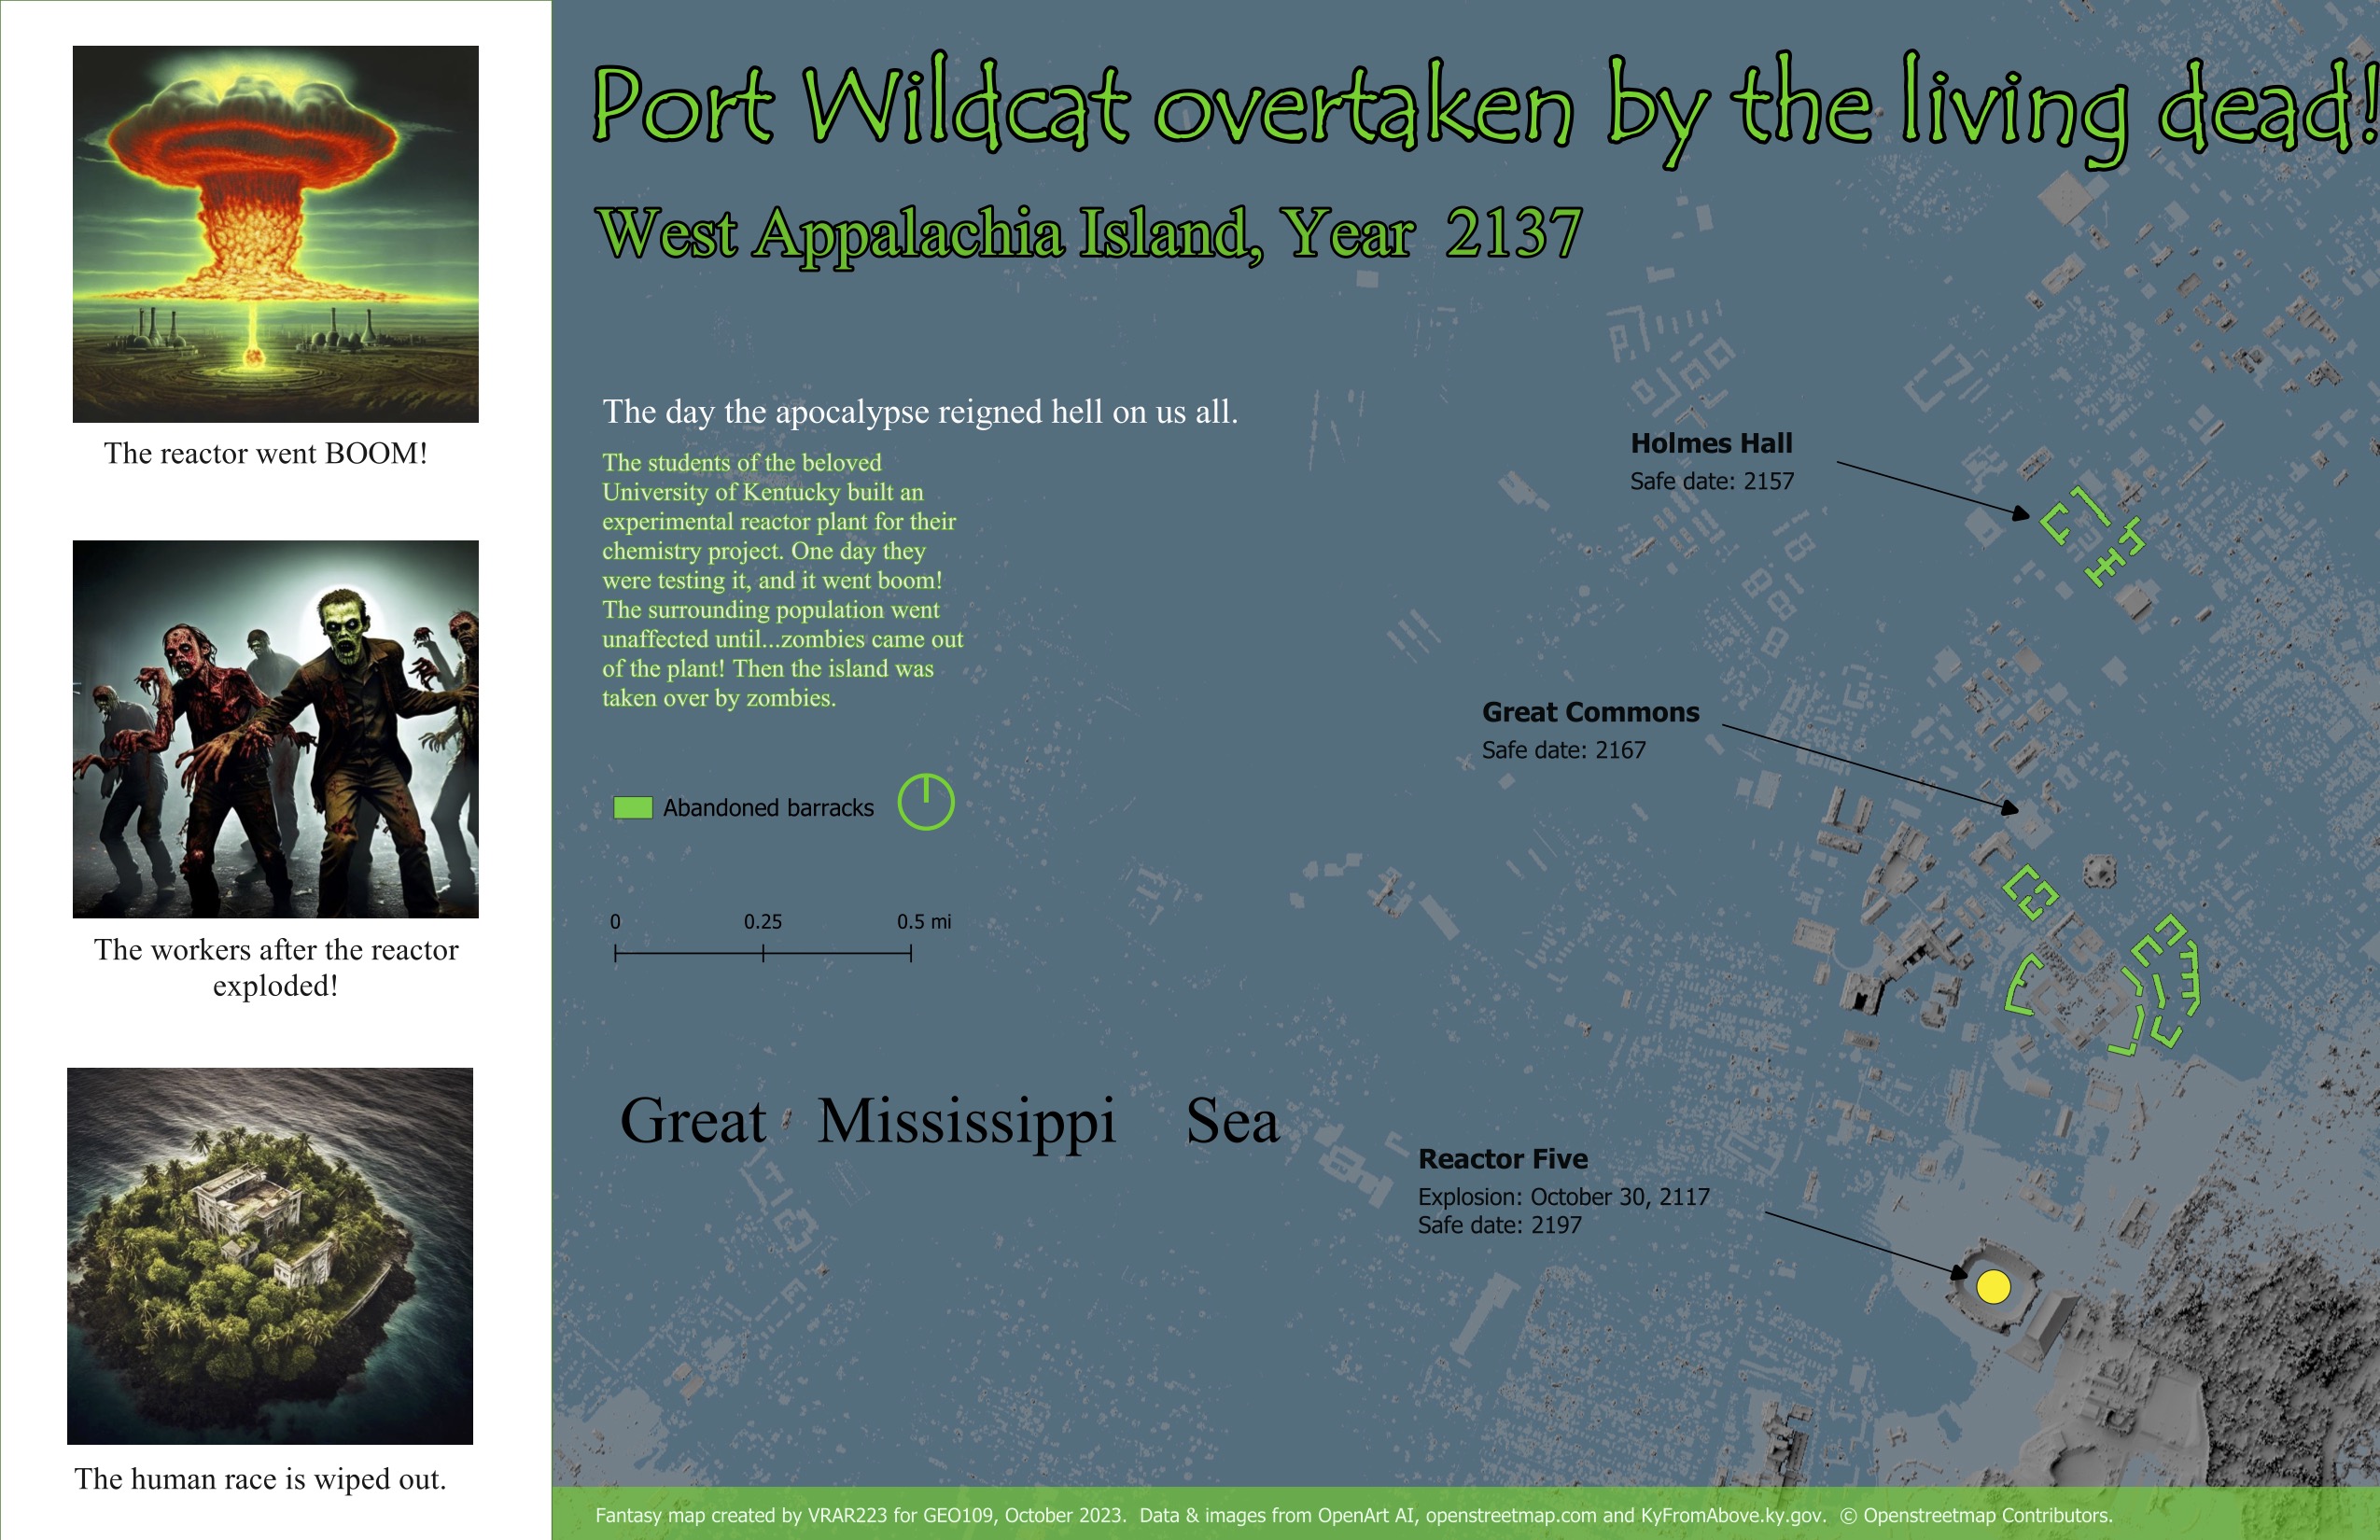 Port Wildcat overtaken by the living dead!
West Appalachia Island, Year 2137
The reactor went BOOM!
The workers after the reactor
exploded!
The human race is wiped out.
The day the apocalypse reigned hell on us all.
The students of the beloved
University of Kentucky built an
experimental reactor plant for their
chemistry project. One day they
were testing it, and it went boom!
The surrounding population went
unaffected until...zombies came out
of the plant! Then the island was
taken over by zombies.
Abandoned barracks
0 0.25 0.5 mi
Great Mississippi Sea
Holmes Hall
Safe date: 2157
Great Commons
Safe date: 2167
Reactor Five
Explosion: October 30, 2117
Safe date: 2197
Fantasy map created by VRAR223 for GEO109, October 2023. Data & images from OpenArt AI, openstreetmap.com and KyFromAbove.ky.gov. © Openstreetmap Contributors.